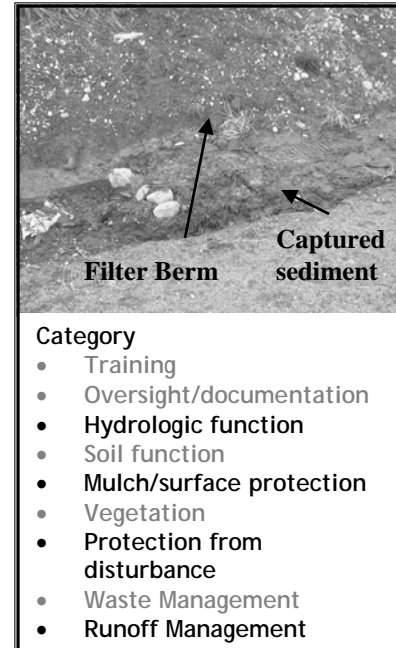 Filter Berm
Captured
sediment
Category
• Training
• Oversight/documentation
• Hydrologic function
• Soil function
• Mulch/surface protection
• Vegetation
• Protection from
disturbance
• Waste Management
• Runoff Management